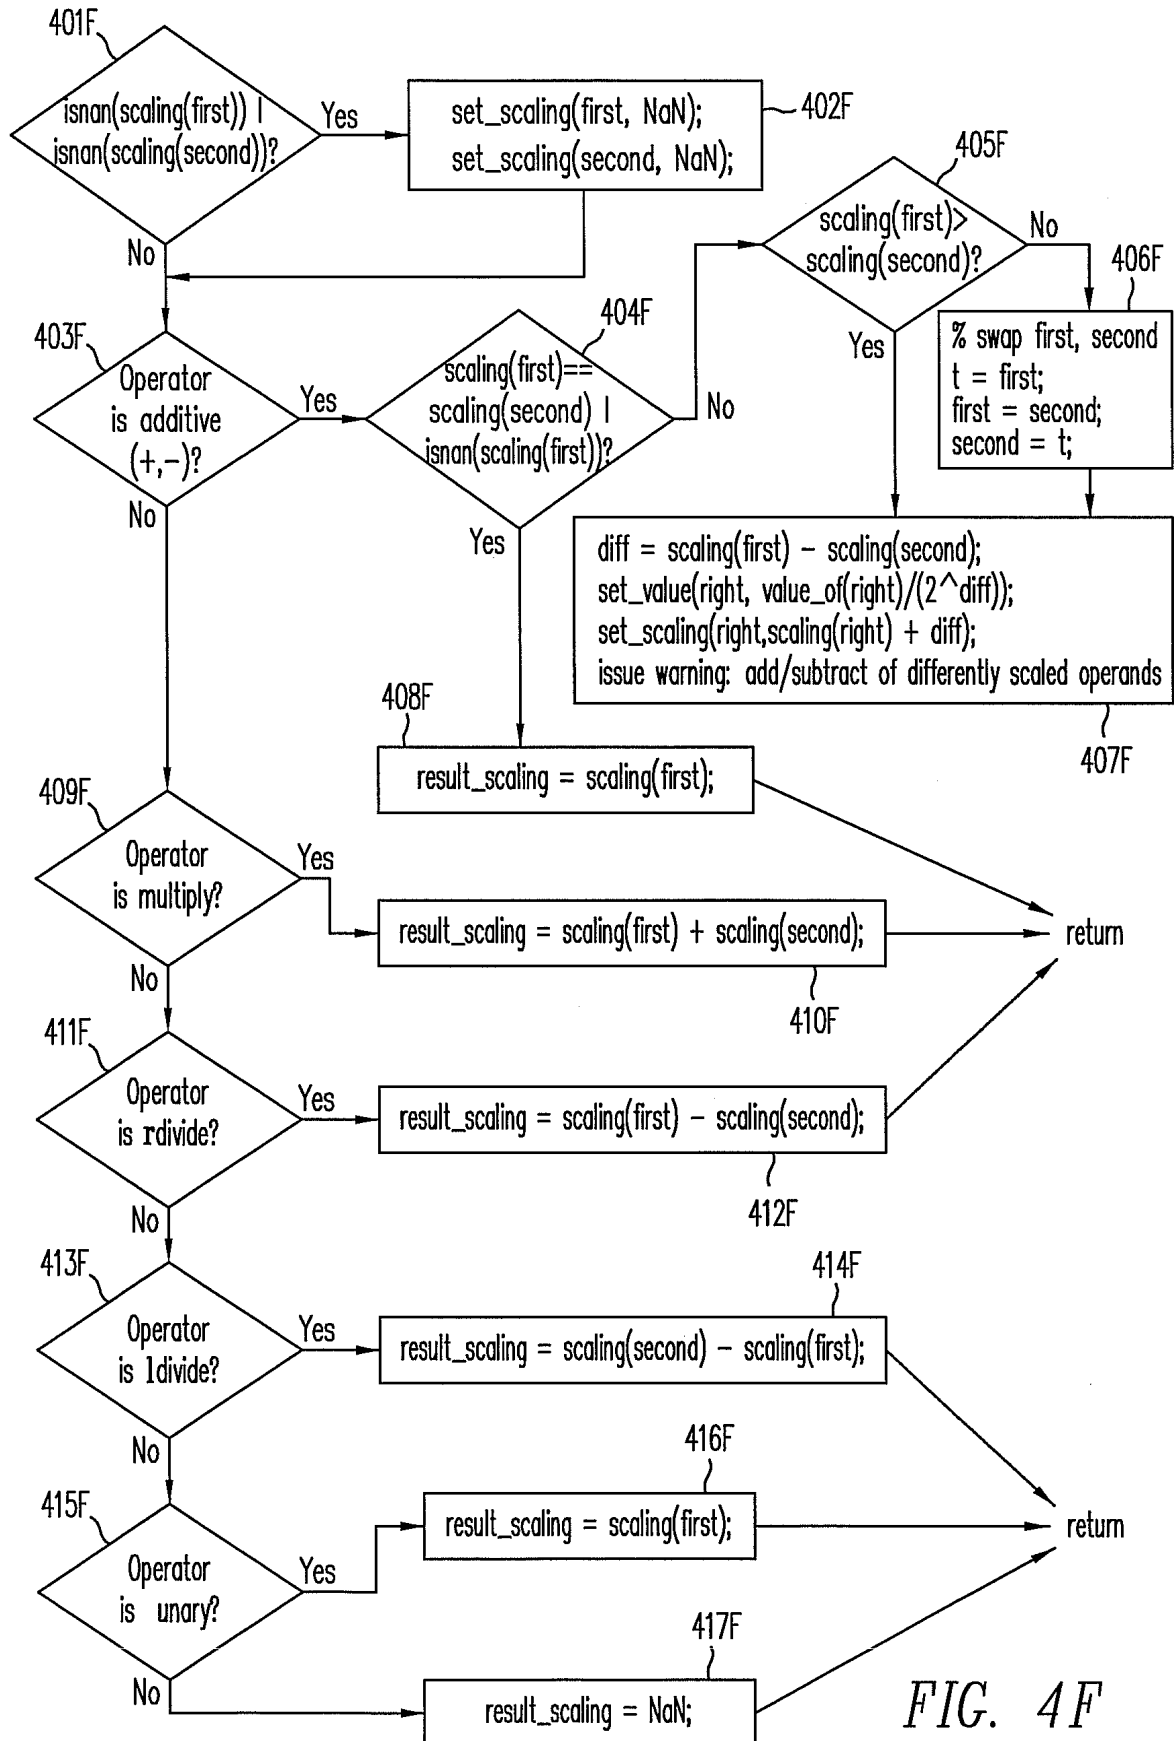 401F
isnan(scaling(first)) |
isnan(scaling(second))?
Yes
No
set_scaling(first, NaN);
set_scaling(second, NaN);
402F
405F
scaling(first)>
scaling(second)?
No
Yes
406F
% swap first, second
t = first;
first = second;
second = t;
403F
Operator
is additive
(+,-)?
Yes
No
404F
scaling(first)==
scaling(second) |
isnan(scaling(first))?
No
Yes
diff = scaling(first) - scaling(second);
set_value(right, value_of(right)/(2^diff));
set_scaling(right,scaling(right) + diff);
issue warning: add/subtract of differently scaled operands
407F
408F
result_scaling = scaling(first);
409F
Operator
is multiply?
Yes
No
result_scaling = scaling(first) + scaling(second);
410F
return
411F
Operator
is rdivide?
Yes
No
result_scaling = scaling(first) - scaling(second);
412F
413F
Operator
is ldivide?
Yes
No
414F
result_scaling = scaling(second) - scaling(first);
415F
Operator
is unary?
Yes
No
416F
result_scaling = scaling(first);
return
417F
result_scaling = NaN;
FIG. 4F